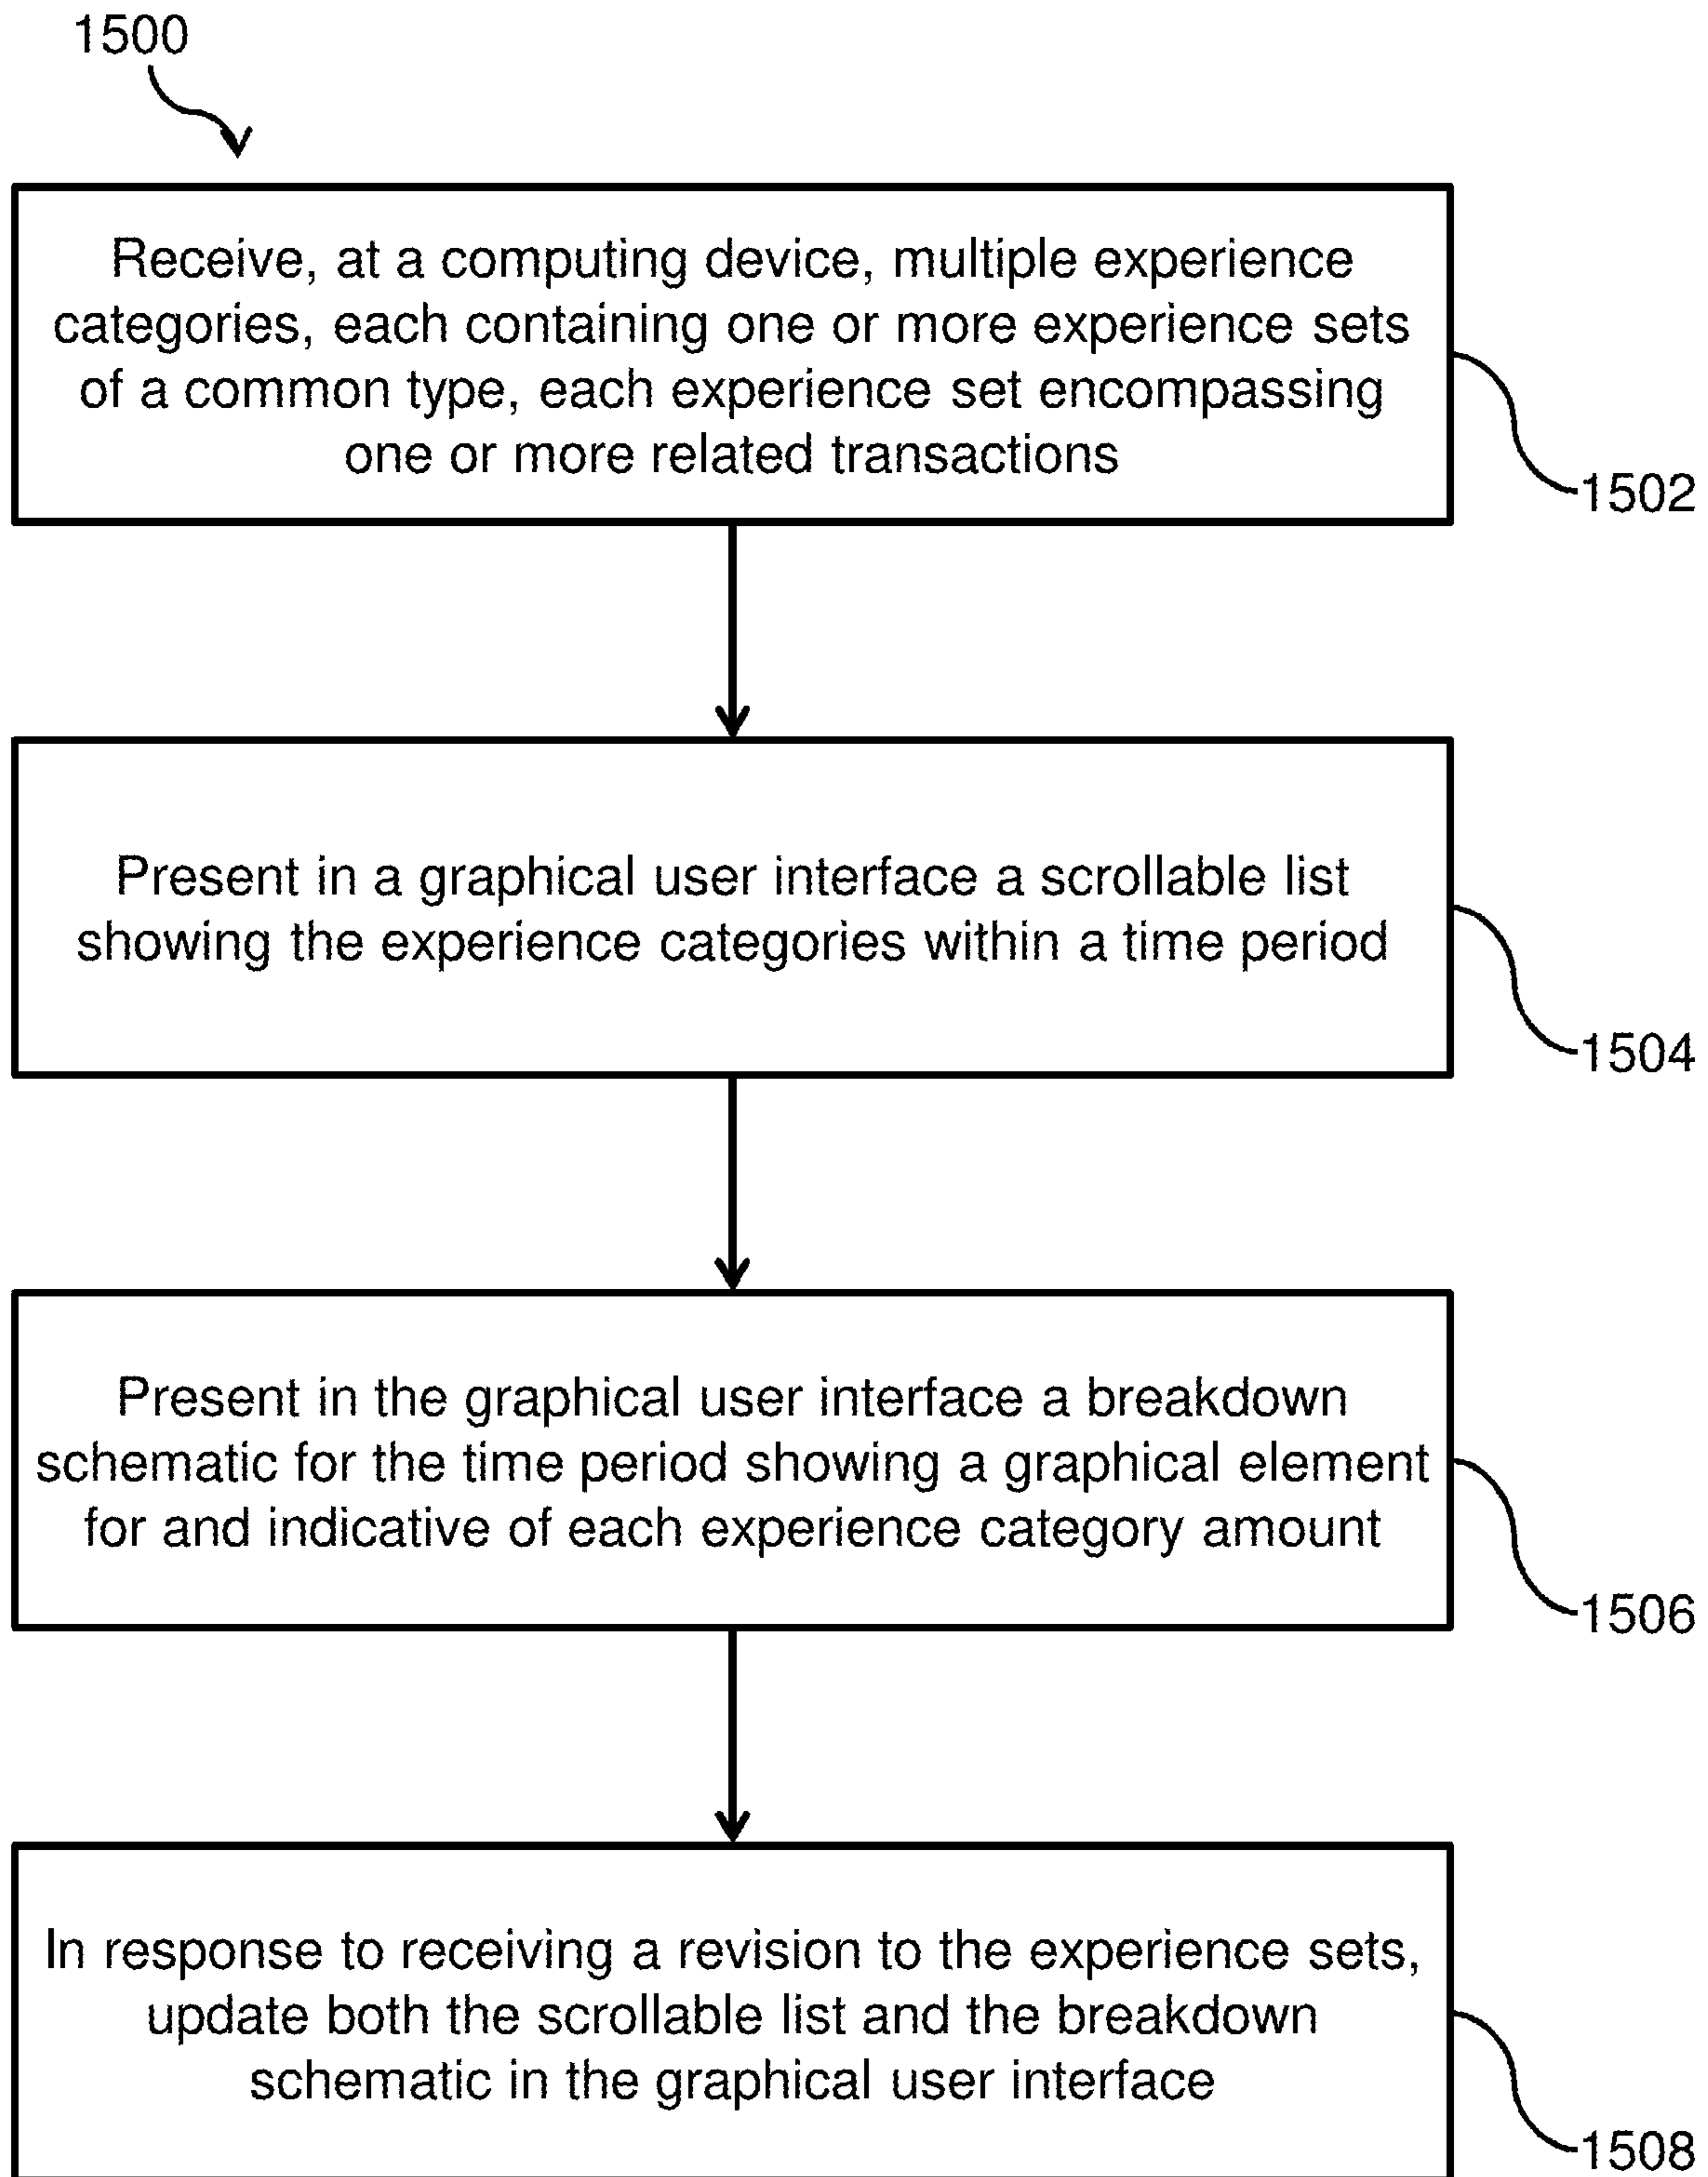 1500
Receive, at a computing device, multiple experience
categories, each containing one or more experience sets
of a common type, each experience set encompassing
one or more related transactions
1502
Present in a graphical user interface a scrollable list
showing the experience categories within a time period
1504
Present in the graphical user interface a breakdown
schematic for the time period showing a graphical element
for and indicative of each experience category amount
1506
In response to receiving a revision to the experience sets,
update both the scrollable list and the breakdown
schematic in the graphical user interface
1508